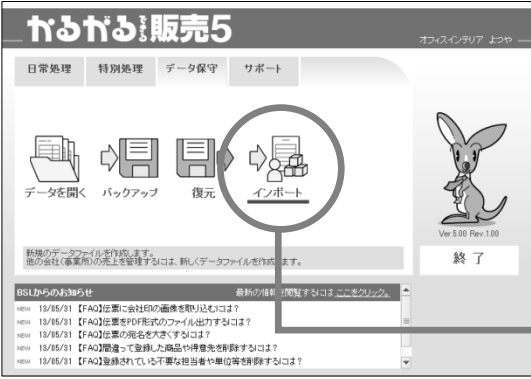 かるがるできる販売5
オフィスインテリア よつや
日常処理 特別処理 データ保守 サポート
データを開く バックアップ 復元 インポート
Ver 5.00 Rev.1.00
新規のデータファイルを作成します。
他の会社(事業所)の売上を管理するには、新しくデータファイルを作成します。
終了
BSLからのお知らせ 最新の情報を閲覧するには、ここをクリック。
NEW 13/05/31 【FAQ】伝票に会社印の画像を取り込むには?
NEW 13/05/31 【FAQ】伝票をPDF形式のファイル出力するには?
NEW 13/05/31 【FAQ】伝票の宛名を大きくするには?
NEW 13/05/31 【FAQ】間違って登録した商品や得意先を削除するには?
NEW 13/05/31 【FAQ】登録されている不要な担当者や単位等を削除するには?